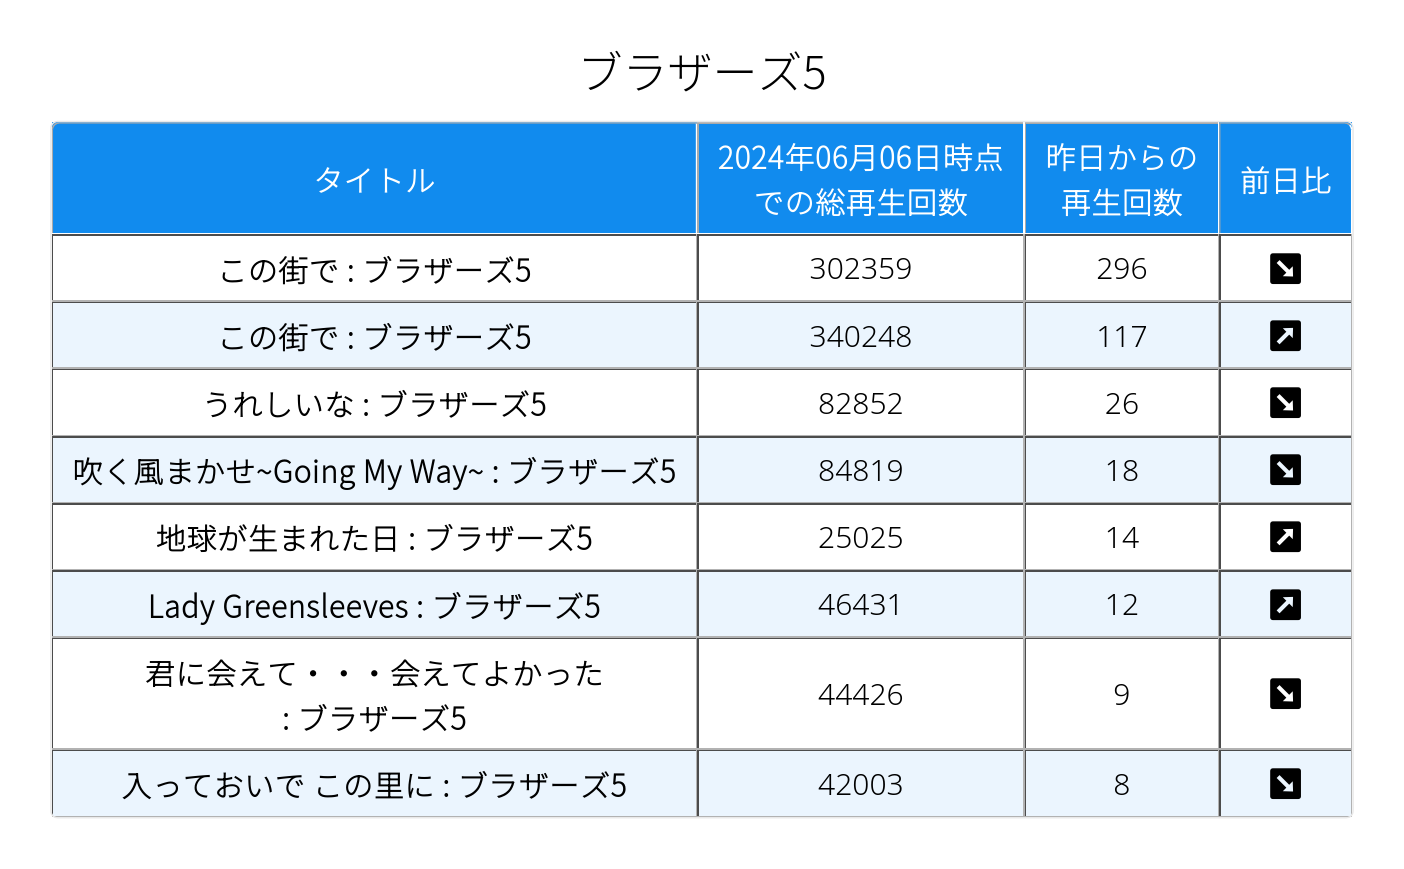 ブラザーズ5
タイトル
2024年06月06日時点
での総再生回数
昨日からの
再生回数
前日比
この街で : ブラザーズ5
302359
296
この街で : ブラザーズ5
340248
117
うれしいな : ブラザーズ5
82852
26
吹く風まかせ~Going My Way~ : ブラザーズ5
84819
18
地球が生まれた日 : ブラザーズ5
25025
14
Lady Greensleeves : ブラザーズ5
46431
12
君に会えて・・・会えてよかった
: ブラザーズ5
44426
9
入っておいで この里に : ブラザーズ5
42003
8